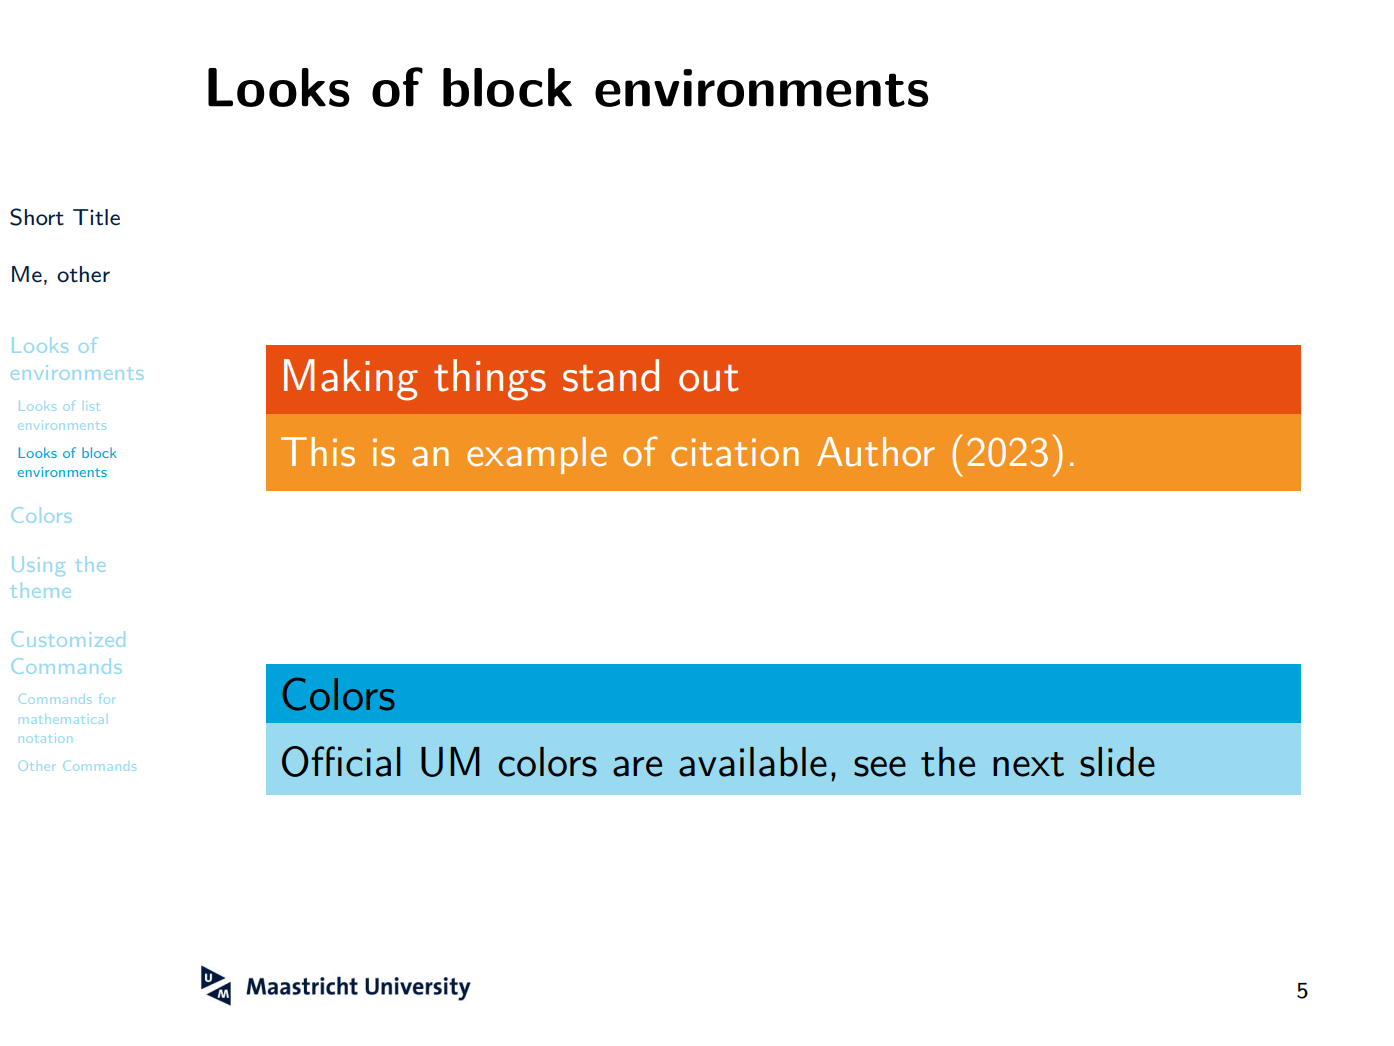 Looks of block environments
Short Title
Me, other
Looks of
environments
Looks of list
environments
Looks of block
environments
Colors
Using the
theme
Customized
Commands
Commands for
mathematical
notation
Other Commands
Making things stand out
This is an example of citation Author (2023).
Colors
Official UM colors are available, see the next slide
U
M
Maastricht University
5